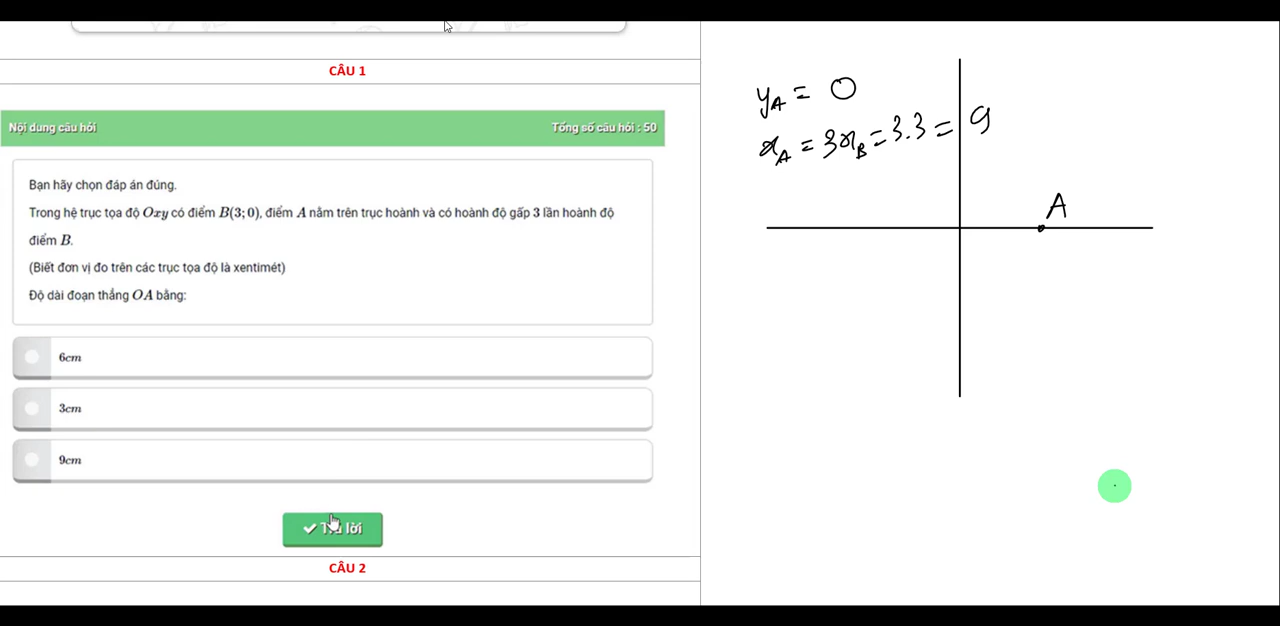 CÂU 1
Nội dung câu hỏi
Tổng số câu hỏi : 50
Bạn hãy chọn đáp án đúng.
Trong hệ trục tọa độ Oxy có điểm B(3; 0), điểm A nằm trên trục hoành và có hoành độ gấp 3 lần hoành độ
điểm B.
(Biết đơn vị đo trên các trục tọa độ là xentimét)
Độ dài đoạn thẳng OA bằng:
6cm
3cm
9cm
Trả lời
CÂU 2
y_A = 0
x_A = 3x_B = 3.3 = 9
A